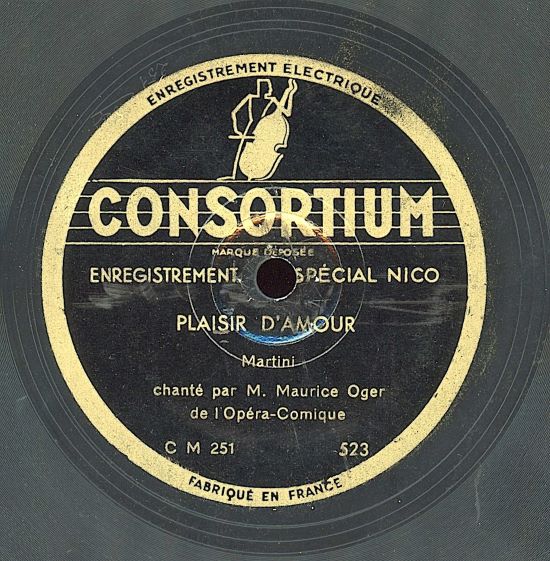 ENREGISTREMENT ÉLECTRIQUE
CONSORTIUM
MARQUE DÉPOSÉE
ENREGISTREMENT SPÉCIAL NICO
PLAISIR D'AMOUR
Martini
chanté par M. Maurice Oger
de l'Opéra-Comique
C M 251 523
FABRIQUÉ EN FRANCE